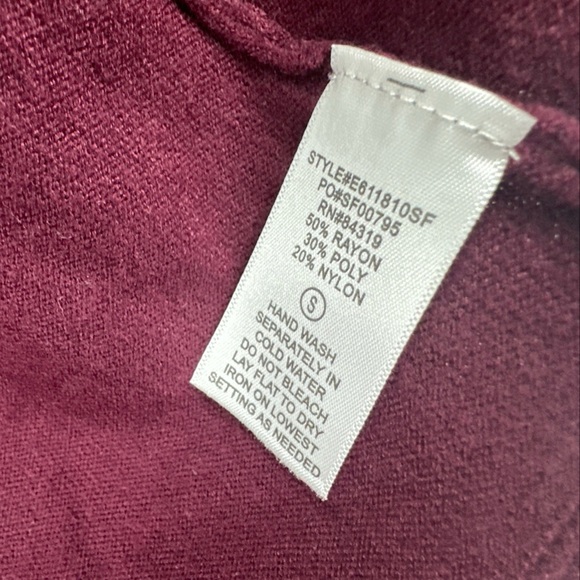 STYLE#E611810SF
PO#SF00795
RN#84319
50% RAYON
30% POLY
20% NYLON
S
HAND WASH
SEPARATELY IN
COLD WATER
DO NOT BLEACH
LAY FLAT TO DRY
IRON ON LOWEST
SETTING AS NEEDED